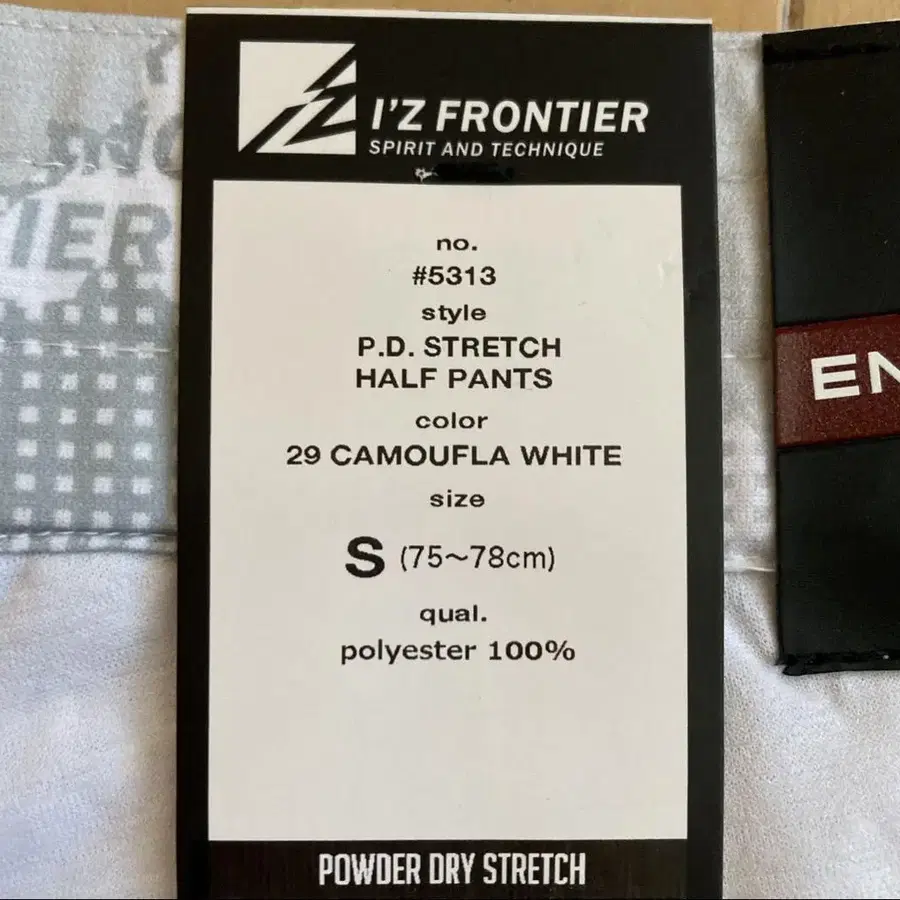 I'Z FRONTIER
SPIRIT AND TECHNIQUE
no.
#5313
style
P.D. STRETCH
HALF PANTS
color
29 CAMOUFLA WHITE
size
S (75～78cm)
qual.
polyester 100%
POWDER DRY STRETCH
IER
EN